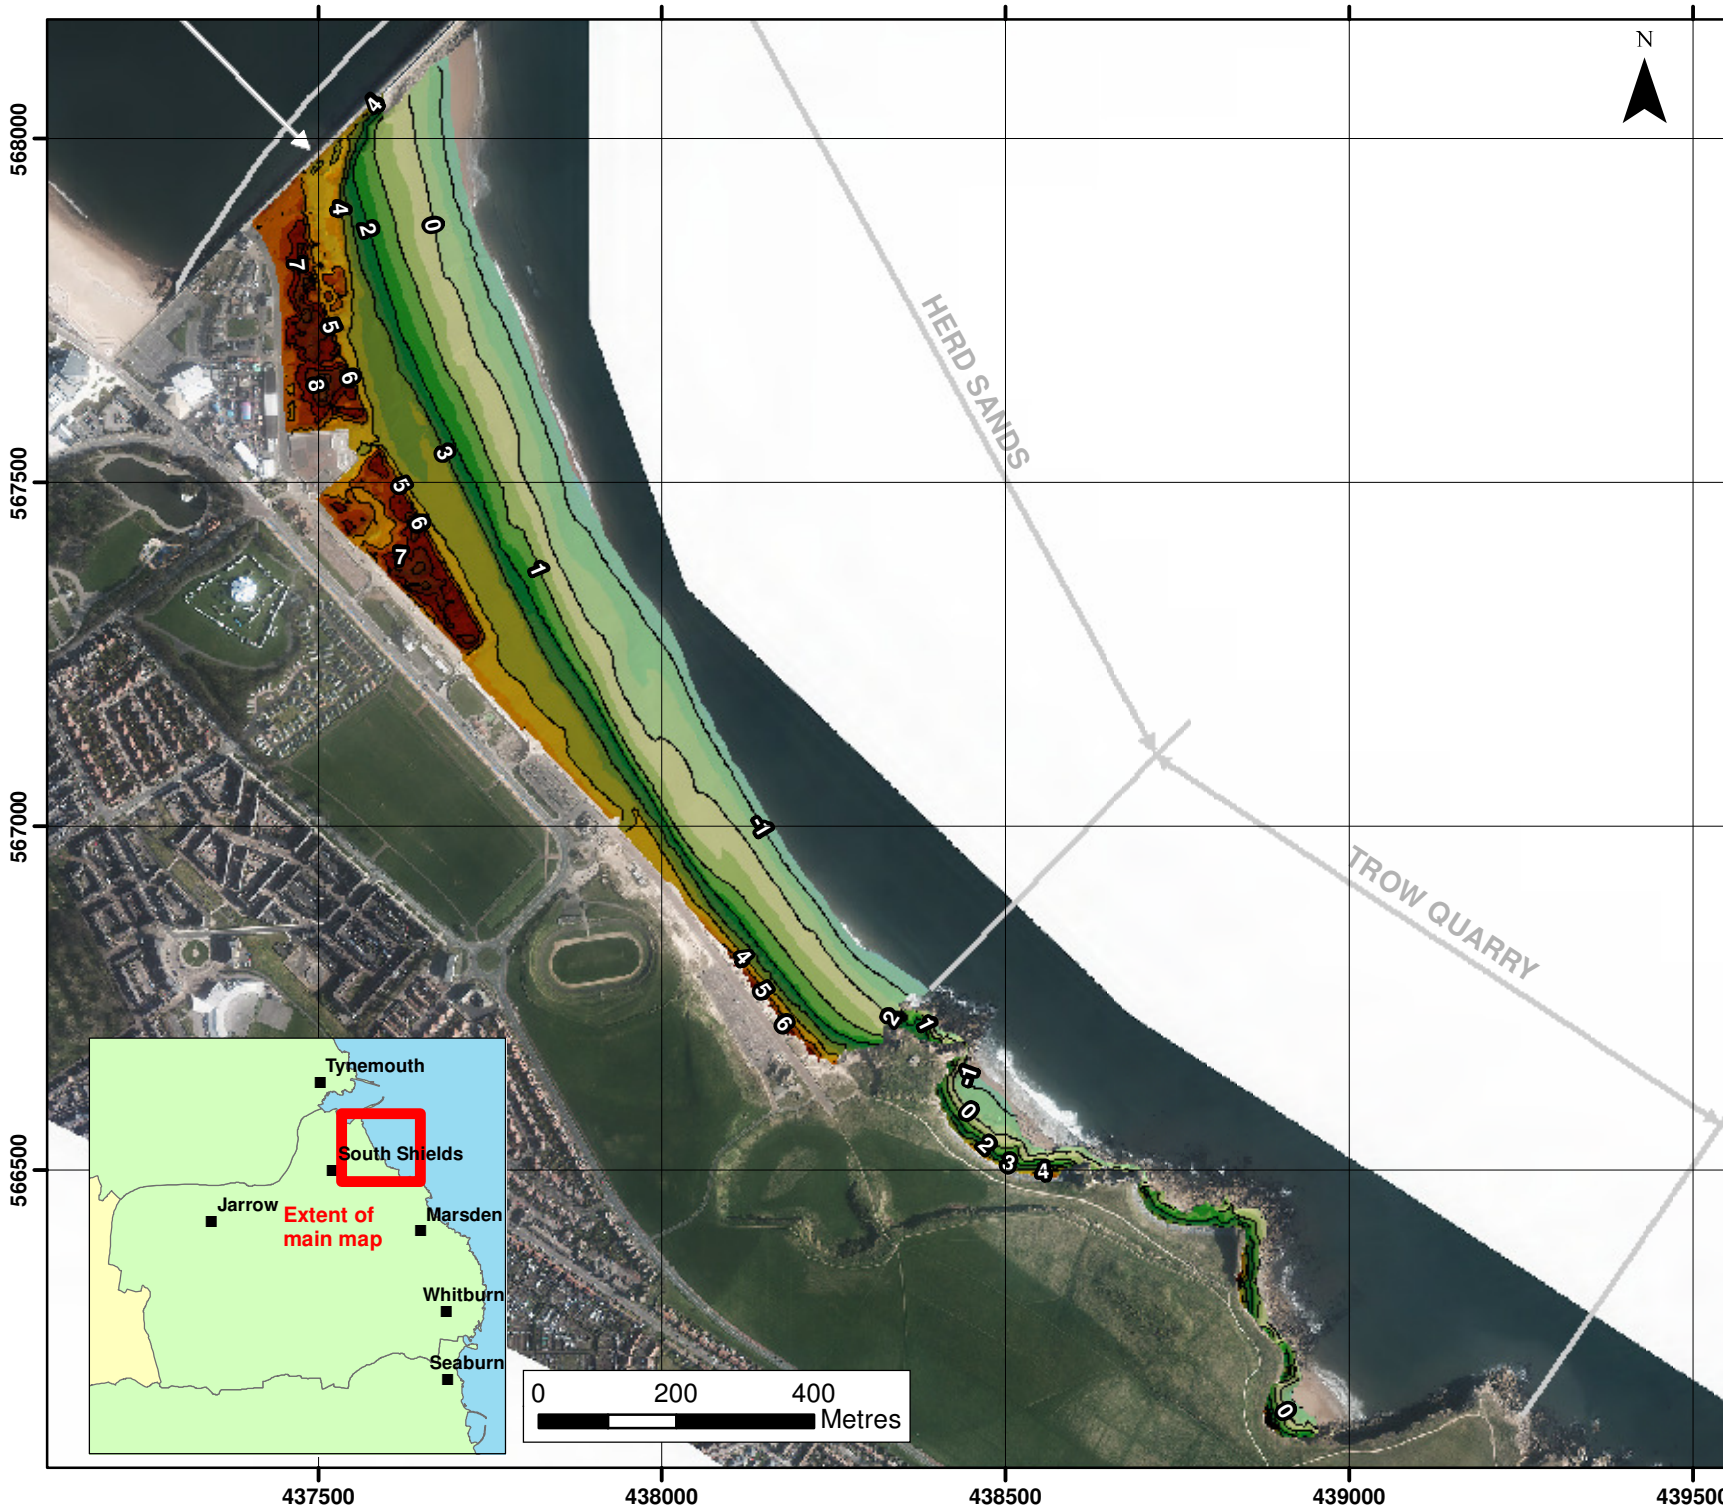 N
568000
567500
567000
566500
4
4
2
0
7
5
6
8
3
5
6
7
1
HERD SANDS
-1
TROW QUARRY
4
5
6
2
1
-1
0
2
3
4
0
Tynemouth
South Shields
Jarrow
Extent of
main map
Marsden
Whitburn
Seaburn
0 200 400
Metres
437500 438000 438500 439000 439500